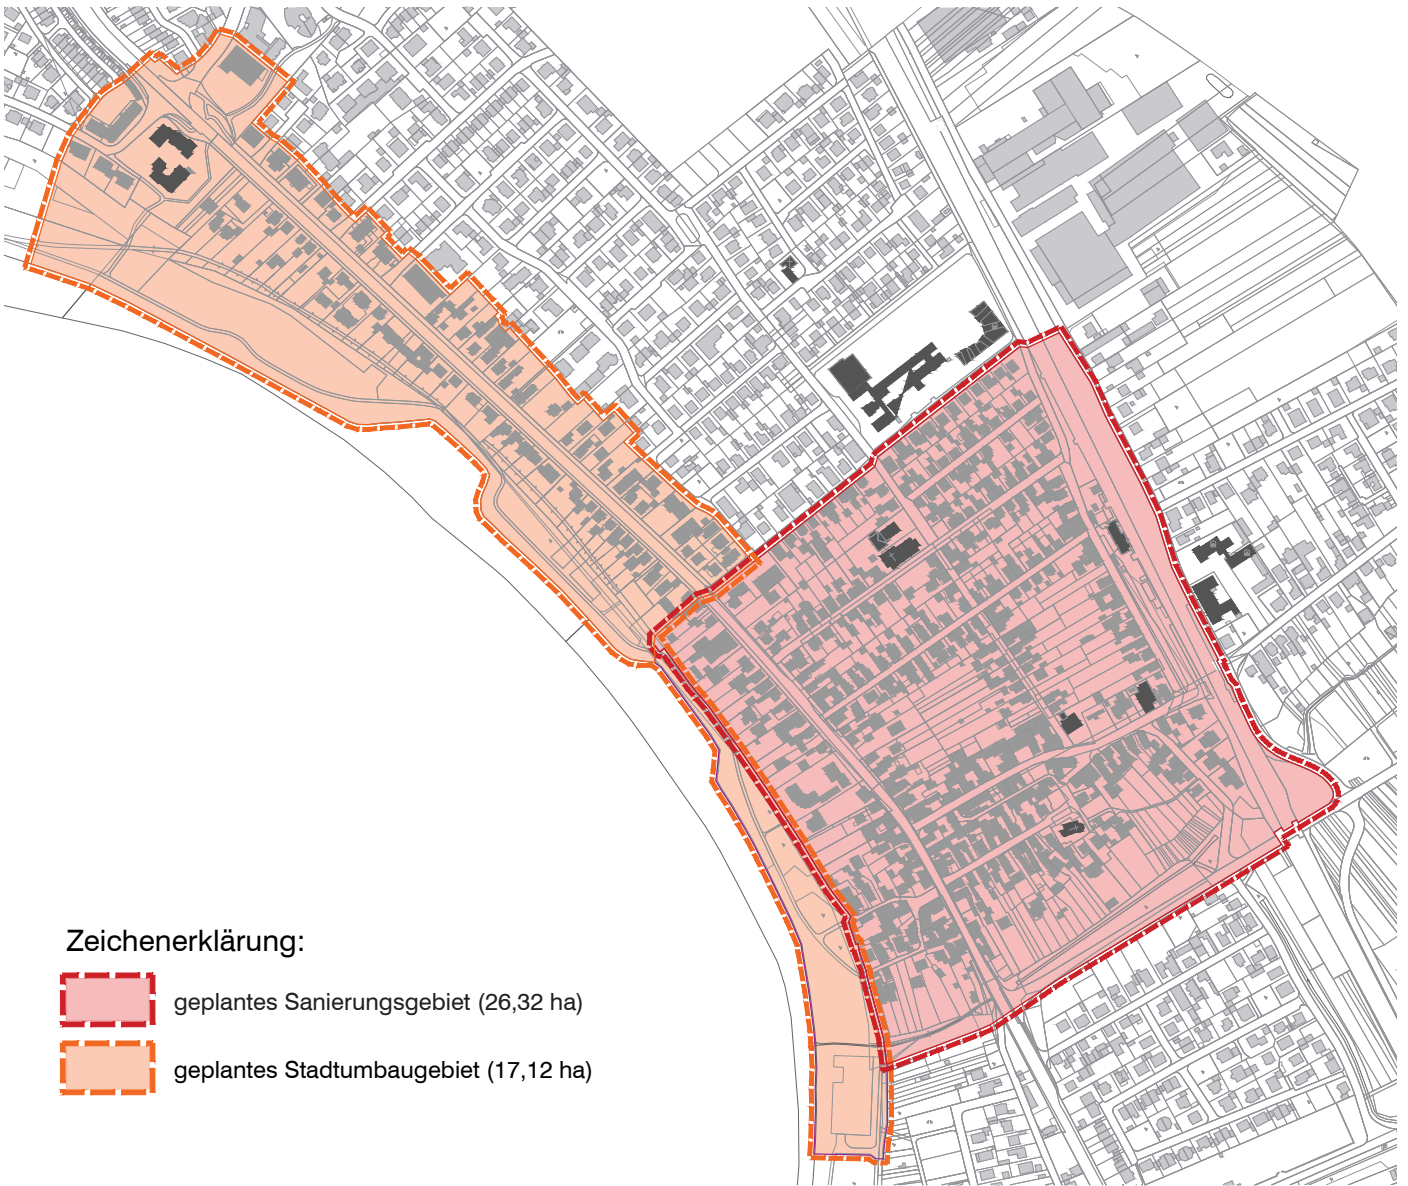 Zeichenerklärung:
geplantes Sanierungsgebiet (26,32 ha)
geplantes Stadtumbaugebiet (17,12 ha)